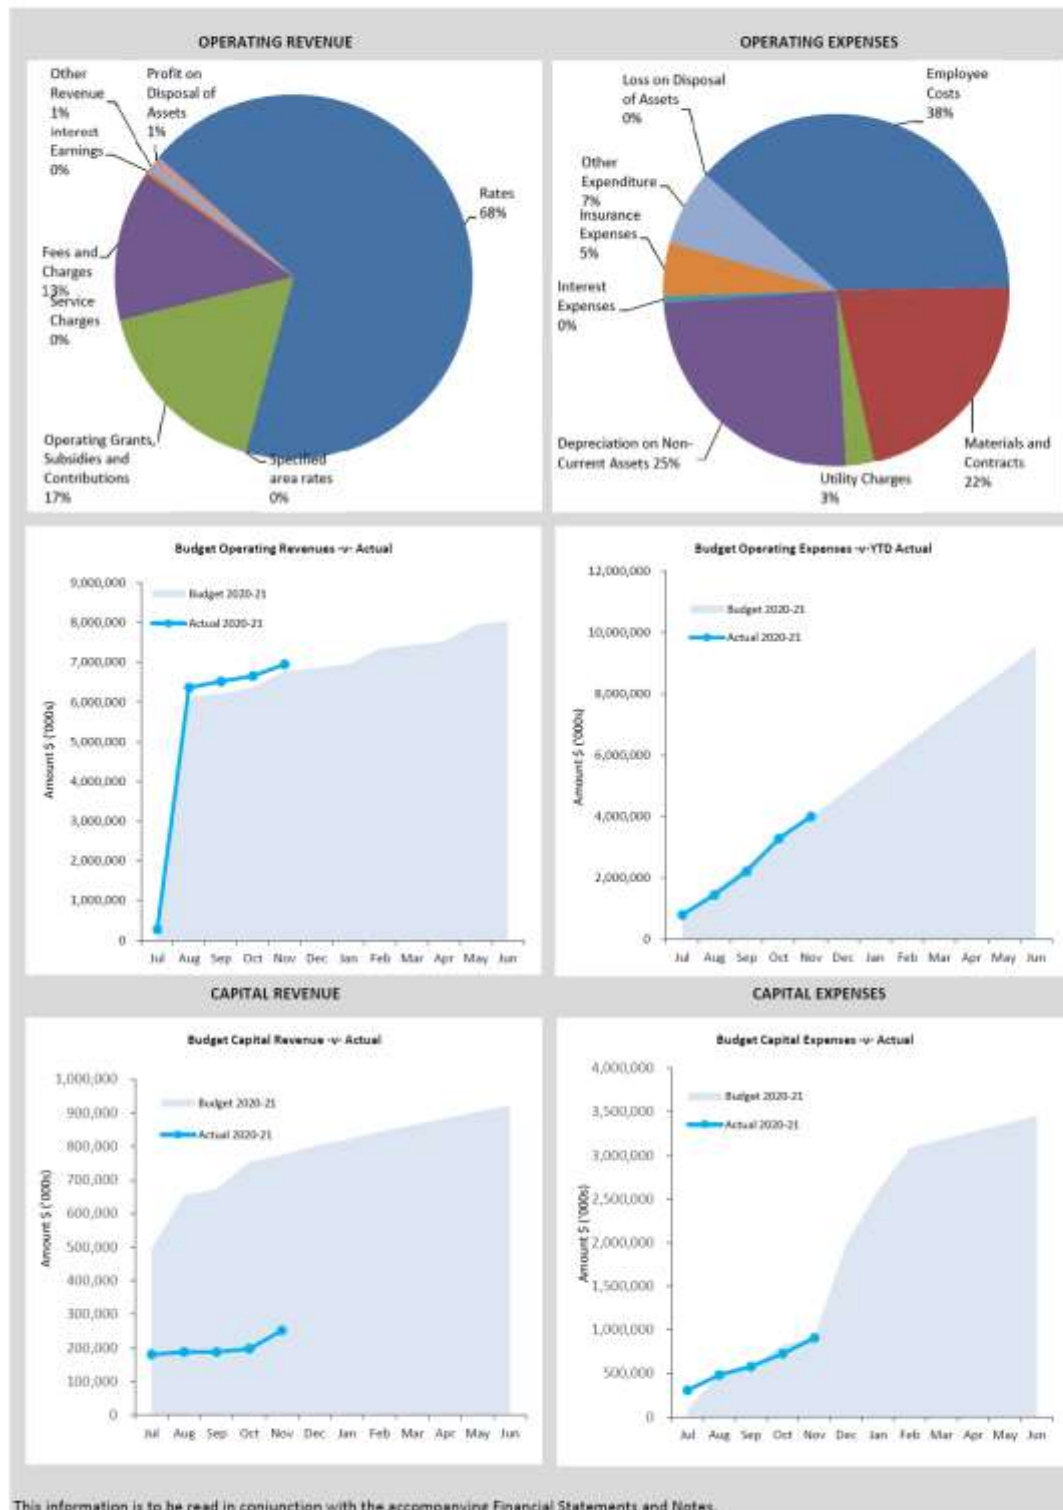 OPERATING REVENUE
Other
Revenue
1%
Interest
Earnings
0%
Profit on
Disposal of
Assets
1%
Rates
68%
Fees and
Charges
13%
Service
Charges
0%
Operating Grants,
Subsidies and
Contributions
17%
Specified
area rates
0%
OPERATING EXPENSES
Loss on Disposal
of Assets
0%
Employee
Costs
38%
Other
Expenditure
7%
Insurance
Expenses
5%
Interest
Expenses
0%
Depreciation on Non-
Current Assets 25%
Utility Charges
3%
Materials and
Contracts
22%
Budget Operating Revenues -v- Actual
Budget 2020-21
Actual 2020-21
Amount $ ('000s)
9,000,000
8,000,000
7,000,000
6,000,000
5,000,000
4,000,000
3,000,000
2,000,000
1,000,000
0
Jul Aug Sep Oct Nov Dec Jan Feb Mar Apr May Jun
Budget Operating Expenses -v-YTD Actual
Budget 2020-21
Actual 2020-21
Amount $ ('000s)
12,000,000
10,000,000
8,000,000
6,000,000
4,000,000
2,000,000
0
Jul Aug Sep Oct Nov Dec Jan Feb Mar Apr May Jun
CAPITAL REVENUE
Budget Capital Revenue -v- Actual
Budget 2020-21
Actual 2020-21
Amount $ ('000s)
1,000,000
900,000
800,000
700,000
600,000
500,000
400,000
300,000
200,000
100,000
0
Jul Aug Sep Oct Nov Dec Jan Feb Mar Apr May Jun
CAPITAL EXPENSES
Budget Capital Expenses -v- Actual
Budget 2020-21
Actual 2020-21
Amount $ ('000s)
4,000,000
3,500,000
3,000,000
2,500,000
2,000,000
1,500,000
1,000,000
500,000
0
Jul Aug Sep Oct Nov Dec Jan Feb Mar Apr May Jun
This information is to be read in conjunction with the accompanying Financial Statements and Notes.